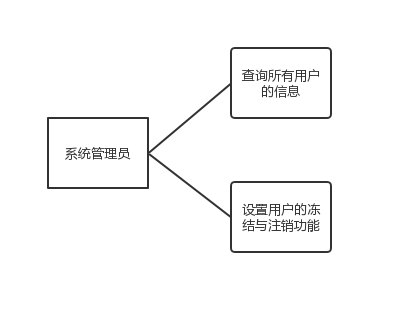 查询所有用户
的信息
系统管理员
设置用户的冻
结与注销功能